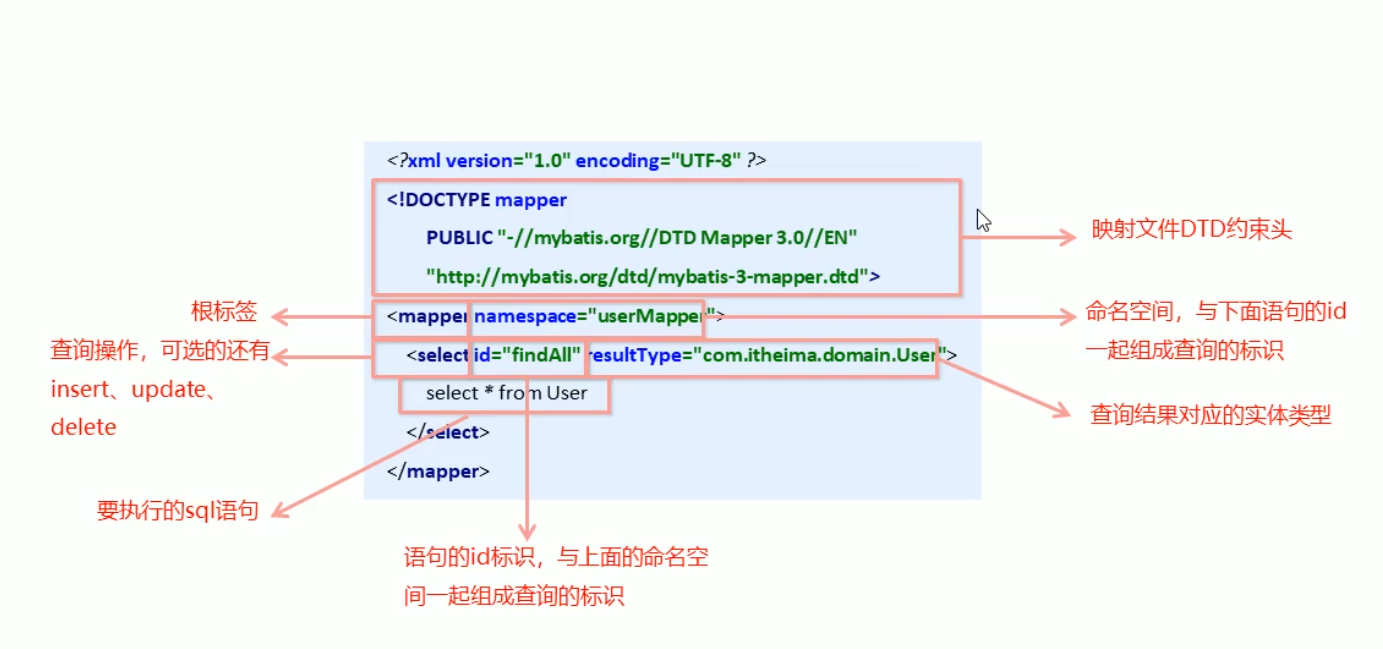 <?xml version="1.0" encoding="UTF-8" ?>
<!DOCTYPE mapper
PUBLIC "-//mybatis.org//DTD Mapper 3.0//EN"
"http://mybatis.org/dtd/mybatis-3-mapper.dtd">
映射文件DTD约束头
根标签
<mapper namespace="userMapper">
命名空间，与下面语句的id
一起组成查询的标识
查询操作，可选的还有
insert、update、
delete
<select id="findAll" resultType="com.itheima.domain.User">
select * from User
</select>
</mapper>
查询结果对应的实体类型
要执行的sql语句
语句的id标识，与上面的命名空
间一起组成查询的标识